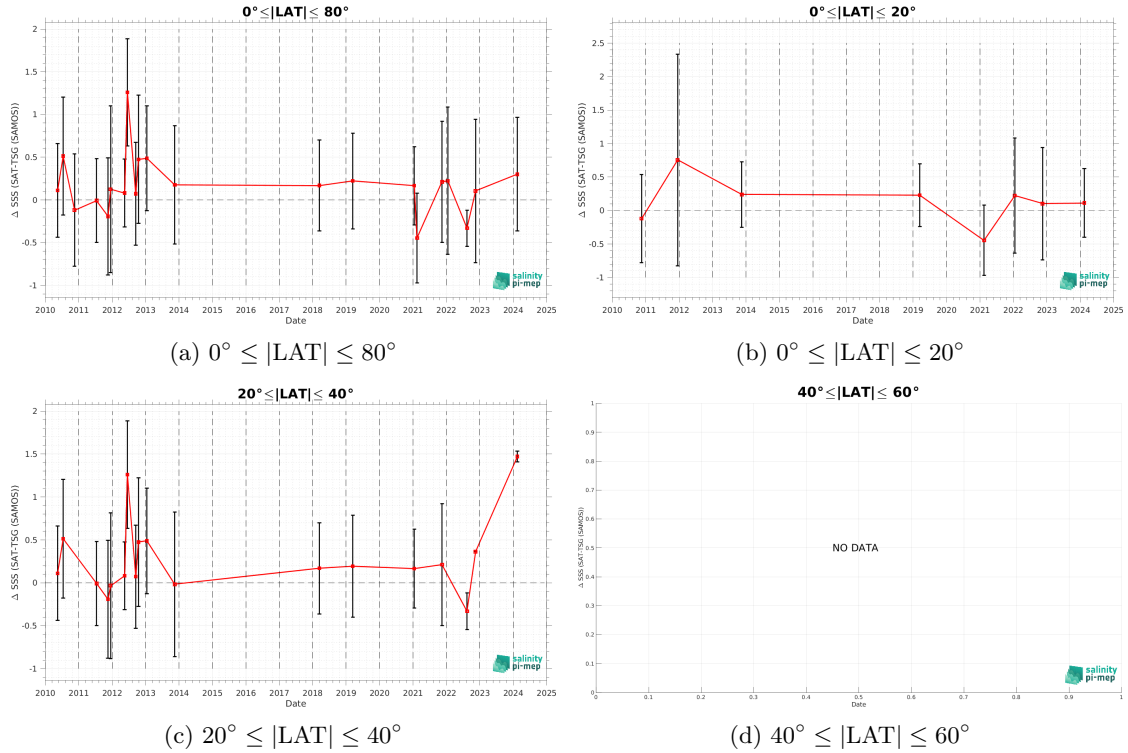 0°≤|LAT|≤ 80°
Δ SSS (SAT-TSG (SAMOS))
2
1.5
1
0.5
0
-0.5
-1
2010 2011 2012 2013 2014 2015 2016 2017 2018 2019 2020 2021 2022 2023 2024 2025
Date
salinity
pi-mep
(a) 0° ≤ |LAT| ≤ 80°
0°≤|LAT|≤ 20°
Δ SSS (SAT-TSG (SAMOS))
2.5
2
1.5
1
0.5
0
-0.5
-1
2010 2011 2012 2013 2014 2015 2016 2017 2018 2019 2020 2021 2022 2023 2024 2025
Date
salinity
pi-mep
(b) 0° ≤ |LAT| ≤ 20°
20°≤|LAT|≤ 40°
Δ SSS (SAT-TSG (SAMOS))
2
1.5
1
0.5
0
-0.5
-1
2010 2011 2012 2013 2014 2015 2016 2017 2018 2019 2020 2021 2022 2023 2024 2025
Date
salinity
pi-mep
(c) 20° ≤ |LAT| ≤ 40°
40°≤|LAT|≤ 60°
Δ SSS (SAT-TSG (SAMOS))
1
0.9
0.8
0.7
0.6
0.5
0.4
0.3
0.2
0.1
0
NO DATA
0 0.1 0.2 0.3 0.4 0.5 0.6 0.7 0.8 0.9 1
Date
salinity
pi-mep
(d) 40° ≤ |LAT| ≤ 60°